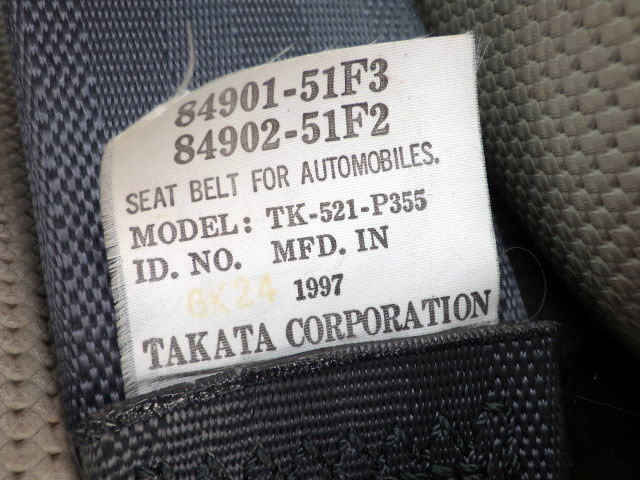 84901-51F3
84902-51F2
SEAT BELT FOR AUTOMOBILES.
MODEL: TK-521-P355
ID. NO. MFD. IN
GK24 1997
TAKATA CORPORATION